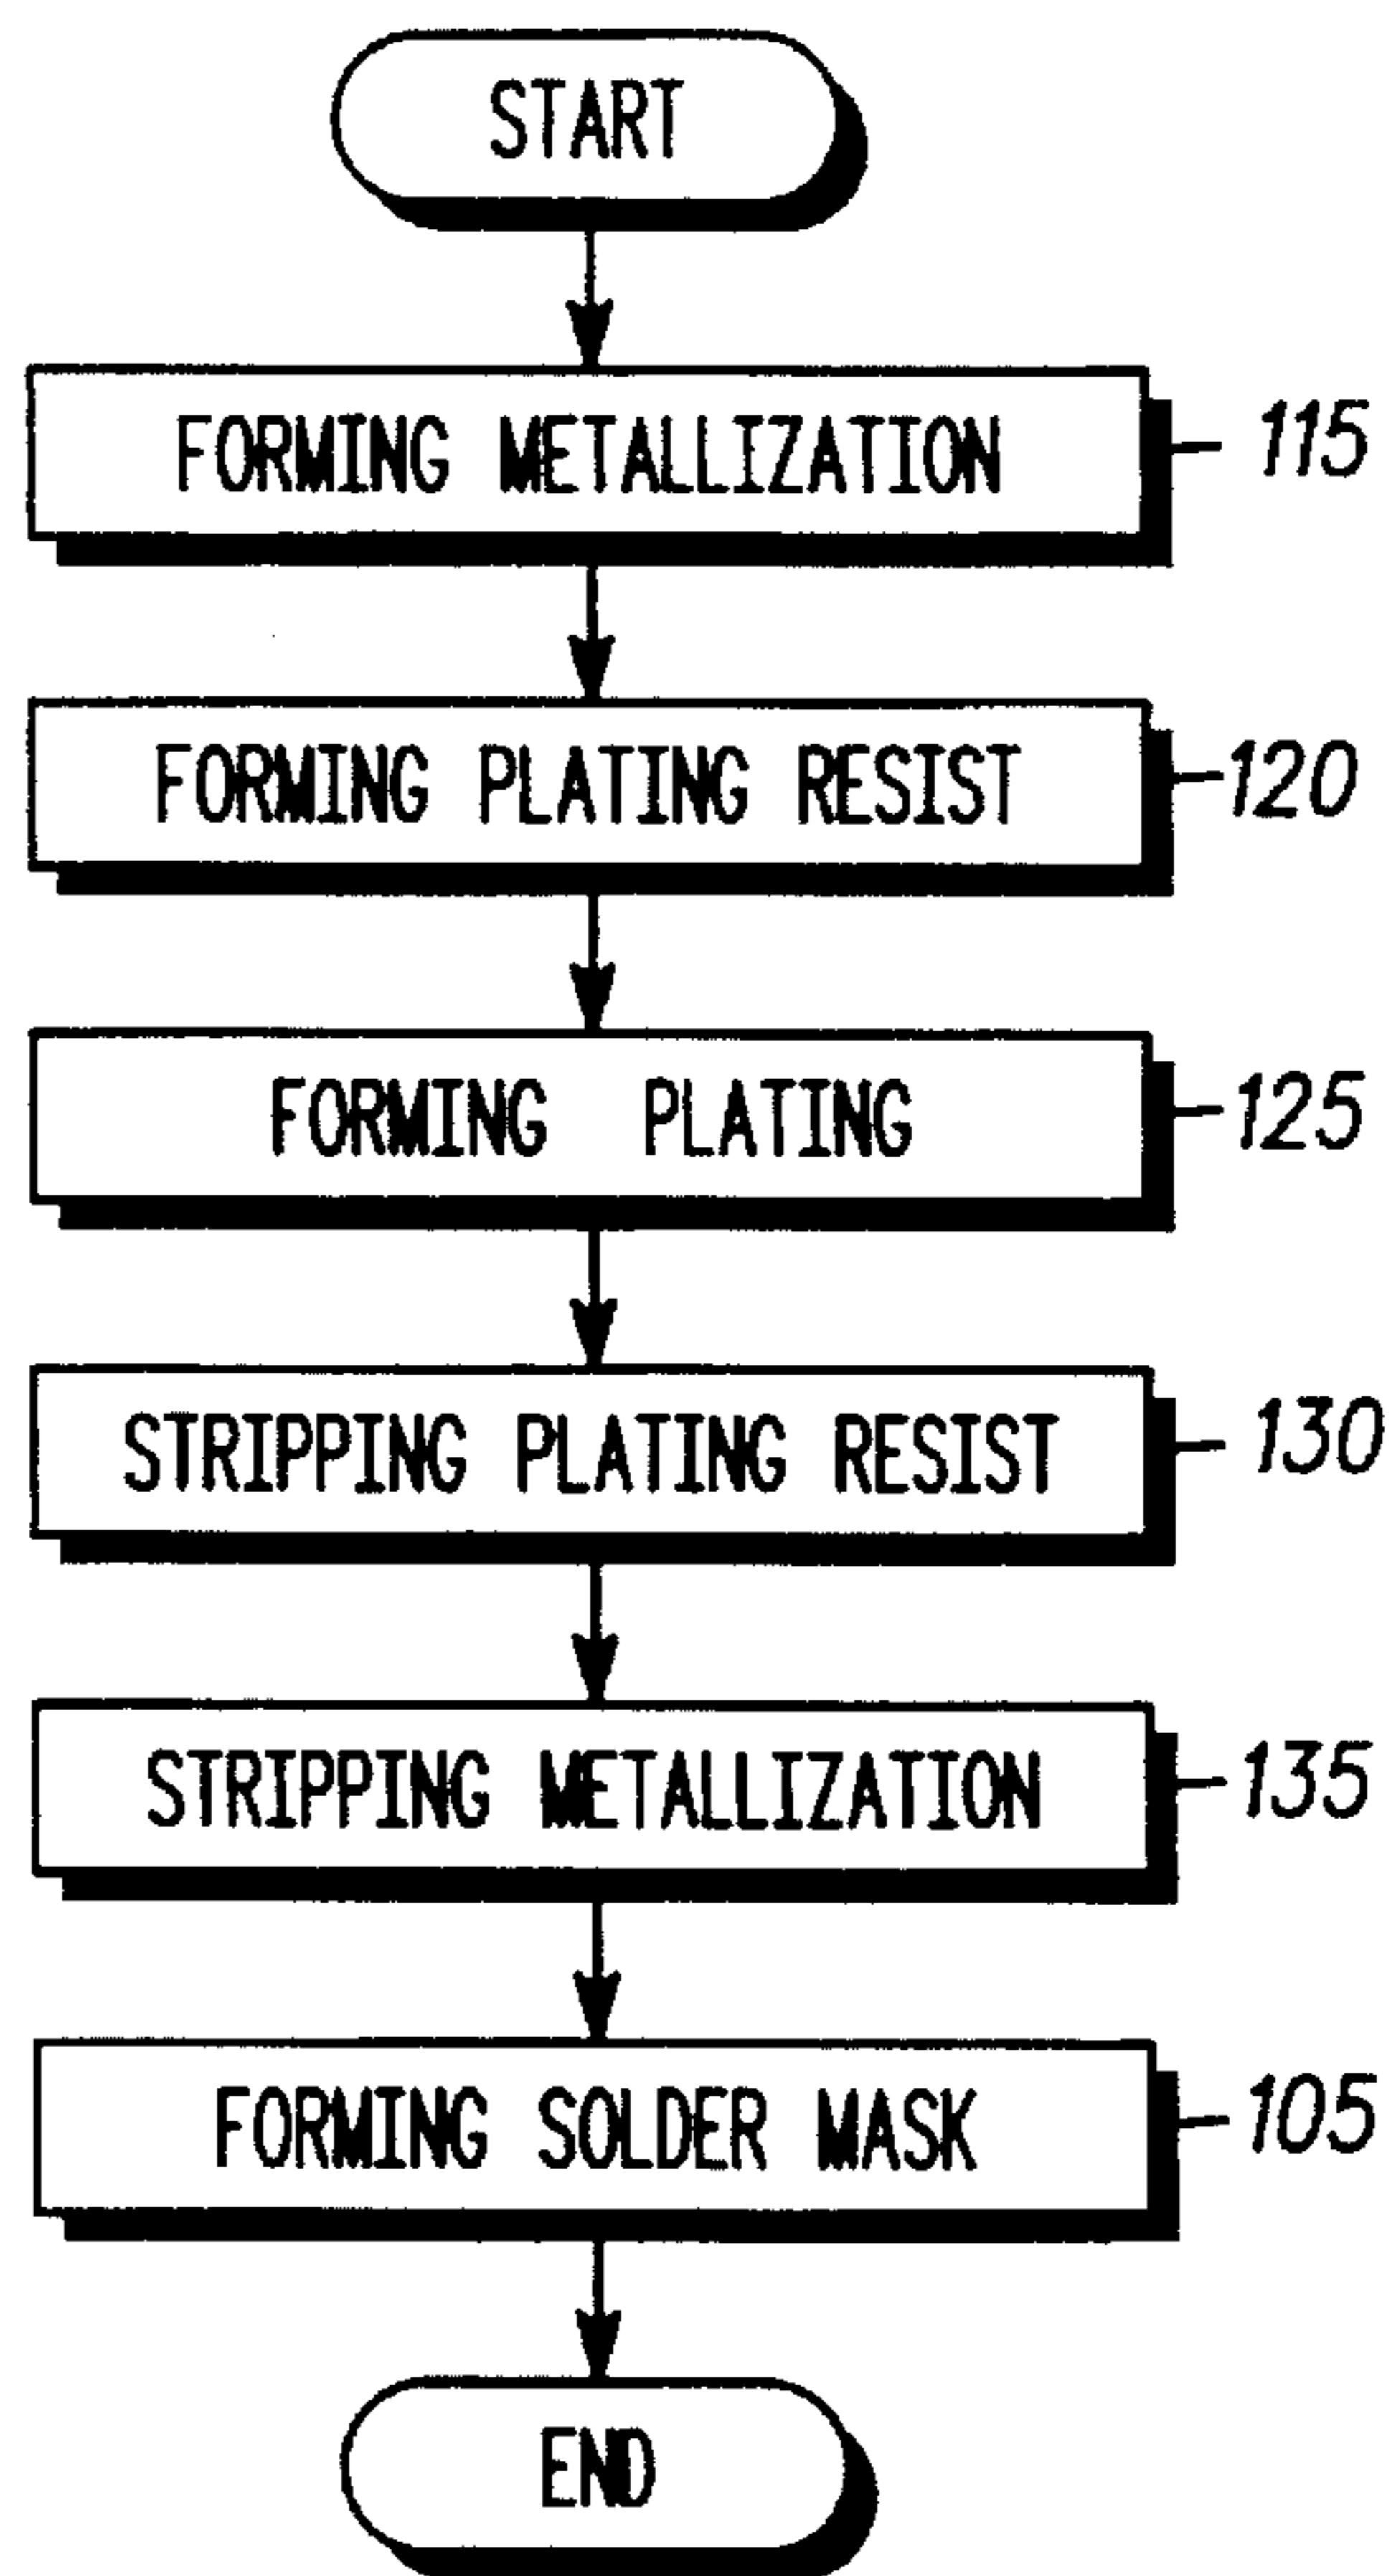 START
FORMING METALLIZATION 115
FORMING PLATING RESIST 120
FORMING PLATING 125
STRIPPING PLATING RESIST 130
STRIPPING METALLIZATION 135
FORMING SOLDER MASK 105
END